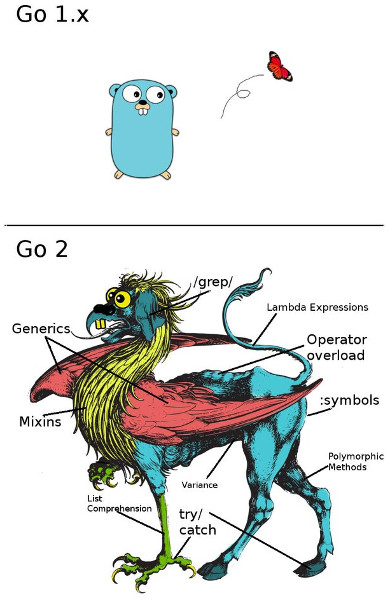 Go 1.x
Go 2
/grep/
Lambda Expressions
Generics
Operator
overload
:symbols
Mixins
Polymorphic
Methods
Variance
List
Comprehension
try/
catch